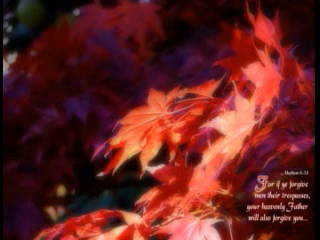 ...Matthew 6:14
For if ye forgive
men their trespasses,
your heavenly Father
will also forgive you...